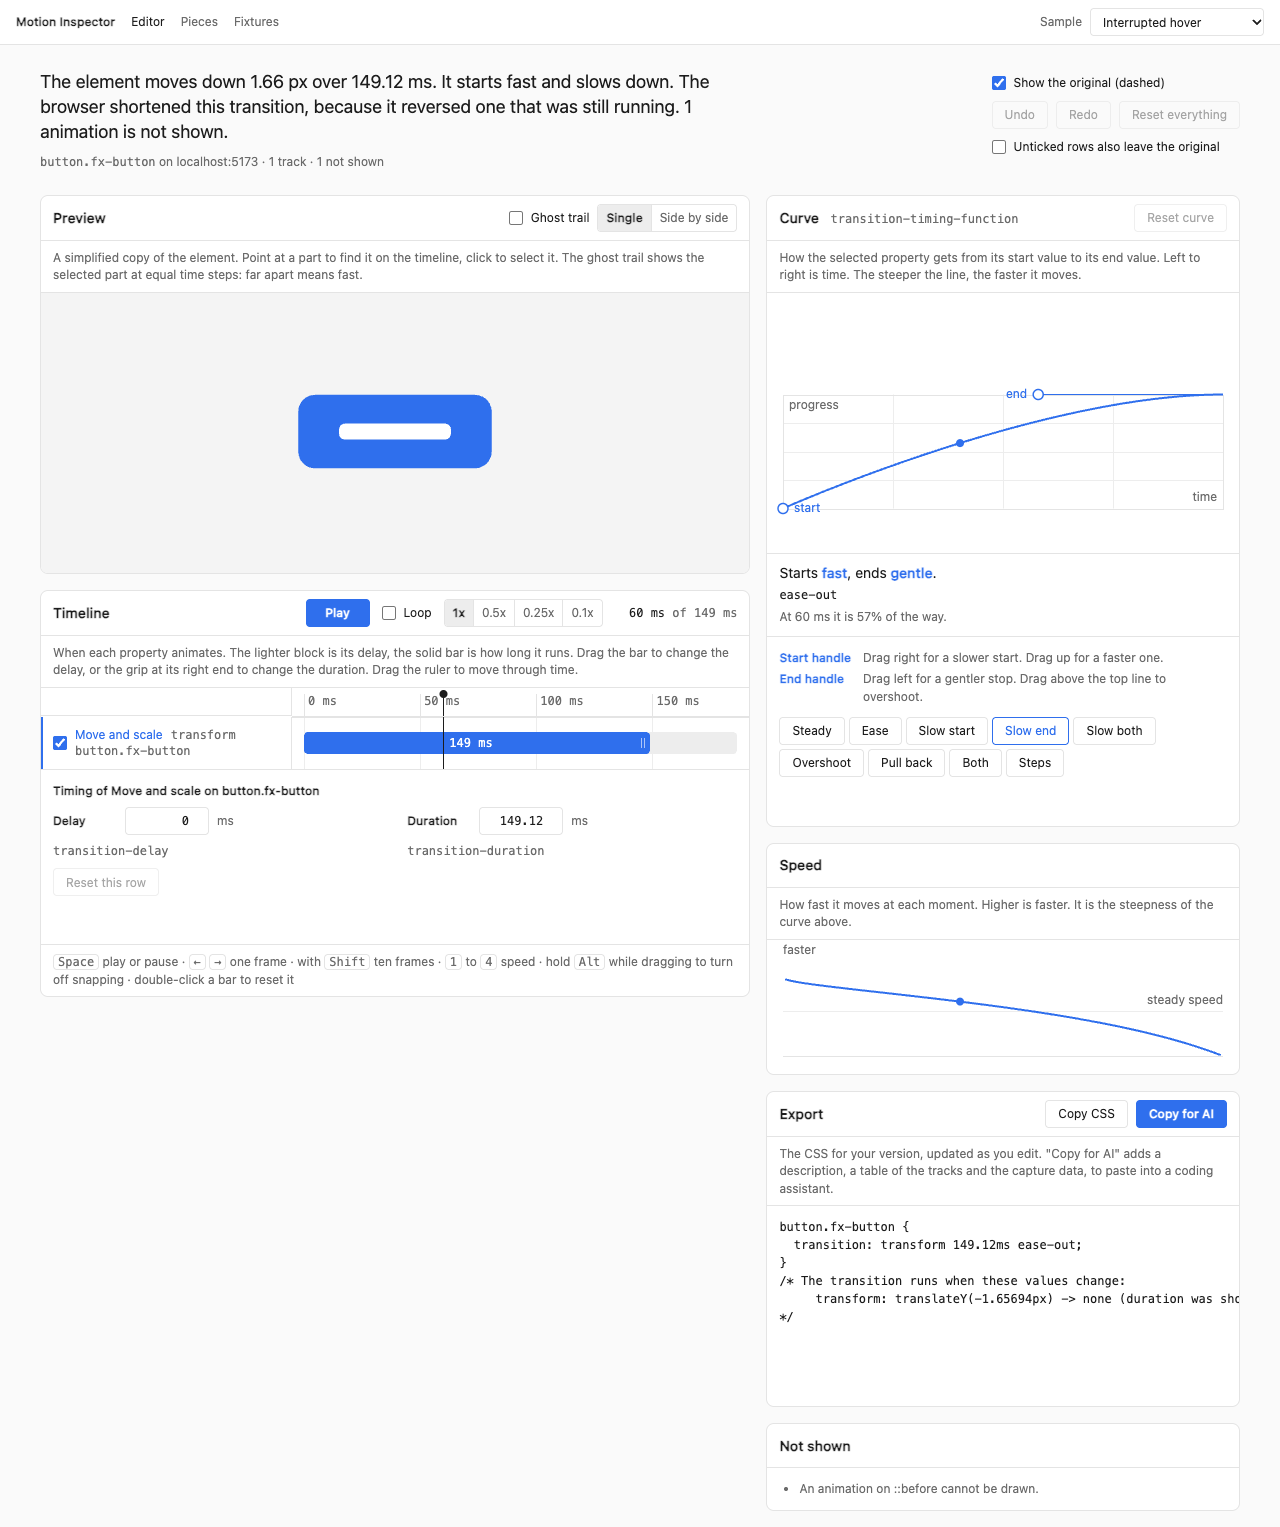 Motion Inspector Editor Pieces Fixtures Sample Interrupted hover
The element moves down 1.66 px over 149.12 ms. It starts fast and slows down. The
browser shortened this transition, because it reversed one that was still running. 1
animation is not shown.
button.fx-button on localhost:5173 · 1 track · 1 not shown
Show the original (dashed)
Undo Redo Reset everything
Unticked rows also leave the original
Preview Ghost trail Single Side by side
A simplified copy of the element. Point at a part to find it on the timeline, click to select it. The ghost trail shows the
selected part at equal time steps: far apart means fast.
Timeline Play Loop 1x 0.5x 0.25x 0.1x 60 ms of 149 ms
When each property animates. The lighter block is its delay, the solid bar is how long it runs. Drag the bar to change the
delay, or the grip at its right end to change the duration. Drag the ruler to move through time.
0 ms 50 ms 100 ms 150 ms
Move and scale transform
button.fx-button
149 ms
Timing of Move and scale on button.fx-button
Delay 0 ms Duration 149.12 ms
transition-delay transition-duration
Reset this row
Space play or pause · ← → one frame · with Shift ten frames · 1 to 4 speed · hold Alt while dragging to turn
off snapping · double-click a bar to reset it
Curve transition-timing-function Reset curve
How the selected property gets from its start value to its end value. Left to
right is time. The steeper the line, the faster it moves.
end
progress
time
start
Starts fast, ends gentle.
ease-out
At 60 ms it is 57% of the way.
Start handle Drag right for a slower start. Drag up for a faster one.
End handle Drag left for a gentler stop. Drag above the top line to
overshoot.
Steady Ease Slow start Slow end Slow both
Overshoot Pull back Both Steps
Speed
How fast it moves at each moment. Higher is faster. It is the steepness of the
curve above.
faster
steady speed
Export Copy CSS Copy for AI
The CSS for your version, updated as you edit. "Copy for AI" adds a
description, a table of the tracks and the capture data, to paste into a coding
assistant.
button.fx-button {
transition: transform 149.12ms ease-out;
}
/* The transition runs when these values change:
transform: translateY(-1.65694px) -> none (duration was sho
*/
Not shown
• An animation on ::before cannot be drawn.